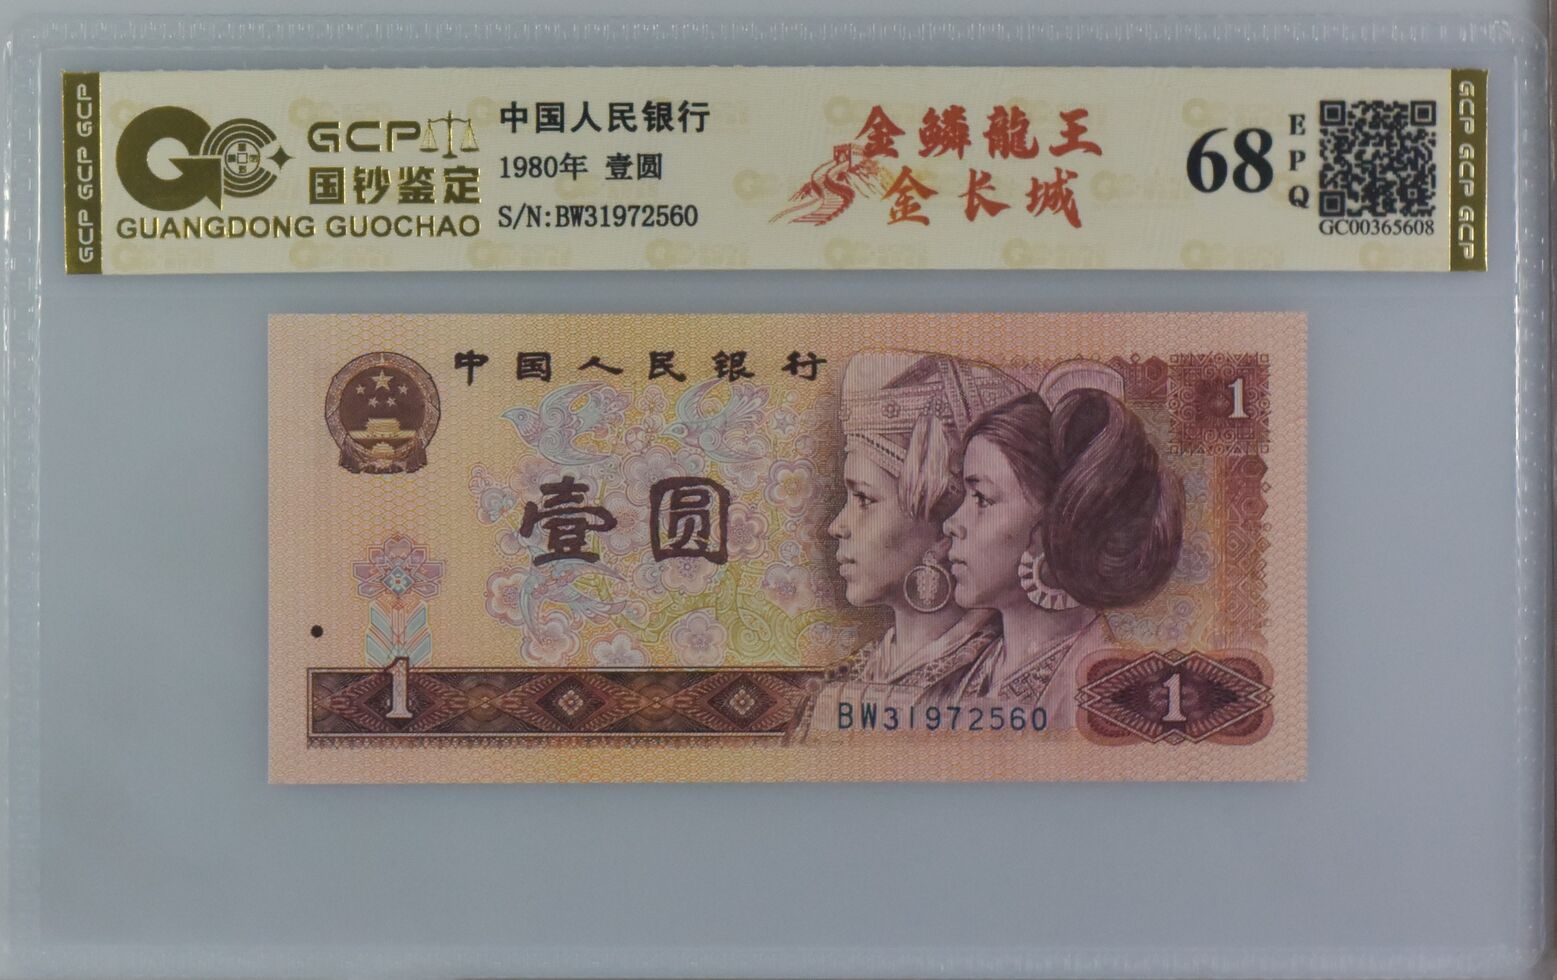 GCP GCP GCP
GCP
国钞鉴定
GUANGDONG GUOCHAO
中国人民银行
1980年 壹圆
S/N:BW31972560
金鳞龍王
金长城
68
EPQ
GC00365608
GCP GCP GCP
中国人民银行
1
壹圆
1
BW31972560
1